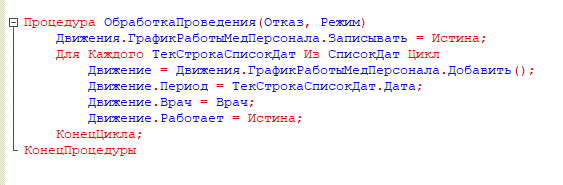 Процедура ОбработкаПроведения(Отказ, Режим)
Движения.ГрафикРаботыМедПерсонала.Записывать = Истина;
Для Каждого ТекСтрокаСписокДат Из СписокДат Цикл
Движение = Движения.ГрафикРаботыМедПерсонала.Добавить();
Движение.Период = ТекСтрокаСписокДат.Дата;
Движение.Врач = Врач;
Движение.Работает = Истина;
КонецЦикла;
КонецПроцедуры